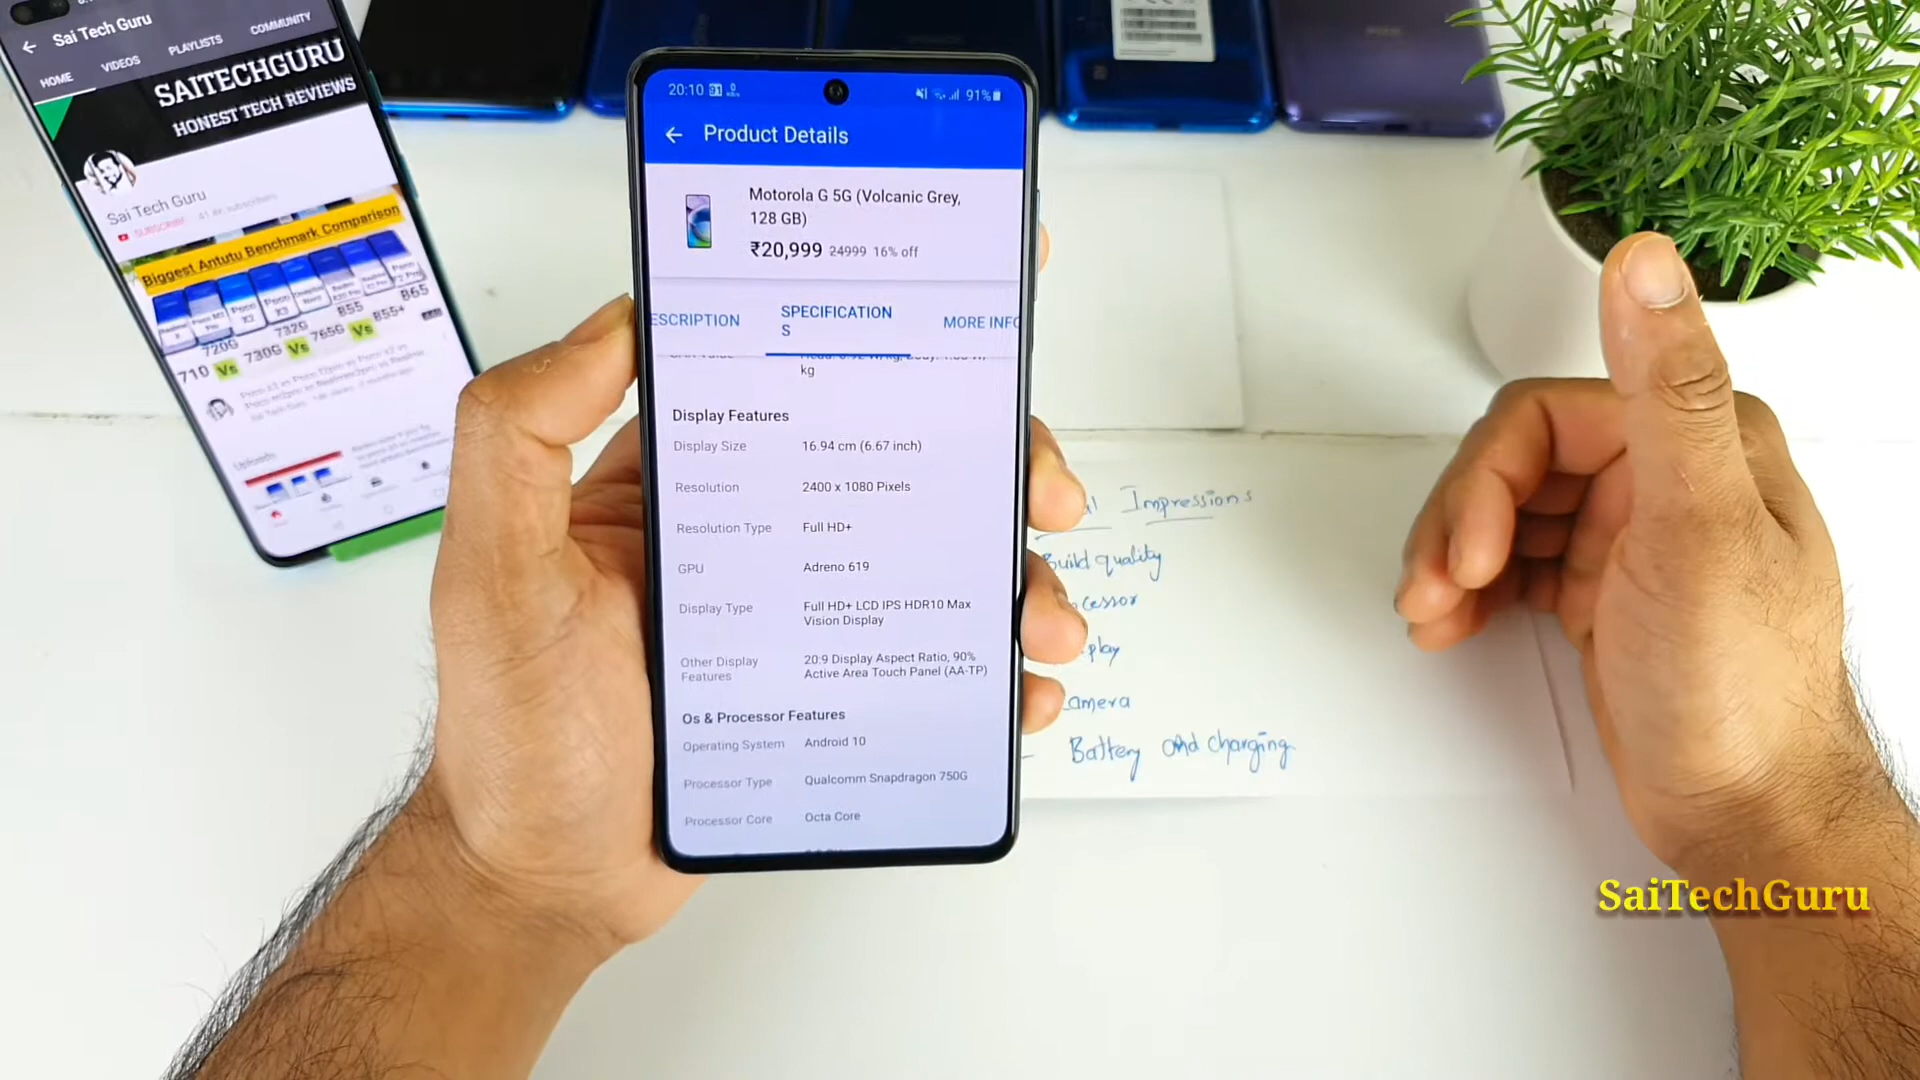 Sai Tech Guru
HOME VIDEOS PLAYLISTS COMMUNITY
SAITECHGURU
HONEST TECH REVIEWS
Sai Tech Guru
SUBSCRIBE
Biggest Antutu Benchmark Comparison
710 Vs 720G 730G Vs 732G 765G Vs 855 855+ 865
Uploads
20:10
91%
Product Details
Motorola G 5G (Volcanic Grey,
128 GB)
₹20,999 24999 16% off
ESCRIPTION
SPECIFICATION
S
MORE INFO
kg
Display Features
Display Size 16.94 cm (6.67 inch)
Resolution 2400 x 1080 Pixels
Resolution Type Full HD+
GPU Adreno 619
Display Type Full HD+ LCD IPS HDR10 Max
Vision Display
Other Display
Features
20:9 Display Aspect Ratio, 90%
Active Area Touch Panel (AA-TP)
Os & Processor Features
Operating System Android 10
Processor Type Qualcomm Snapdragon 750G
Processor Core Octa Core
Impressions
Build quality
cessor
play
Camera
- Battery and charging
SaiTechGuru